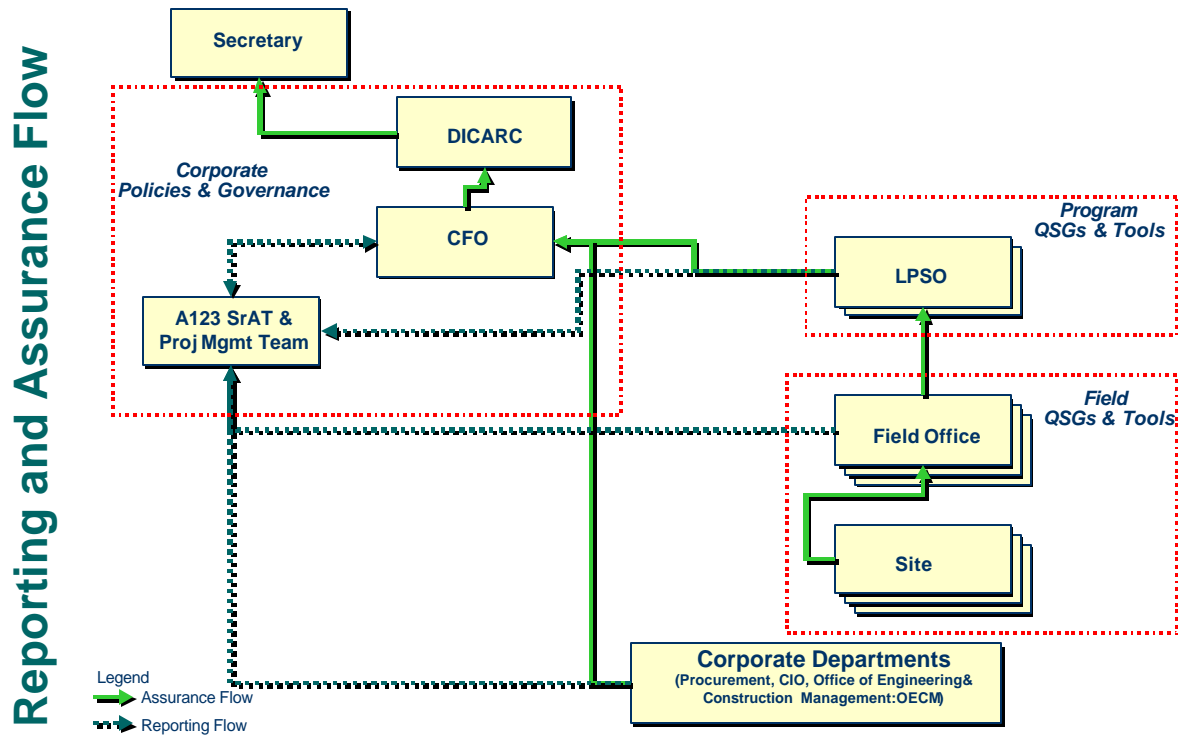 Reporting and Assurance Flow
Secretary
DICARC
Corporate
Policies & Governance
CFO
Program
QSGs & Tools
LPSO
A123 SrAT &
Proj Mgmt Team
Field
QSGs & Tools
Field Office
Site
Corporate Departments
(Procurement, CIO, Office of Engineering&
Construction Management:OECM)
Legend
Assurance Flow
Reporting Flow